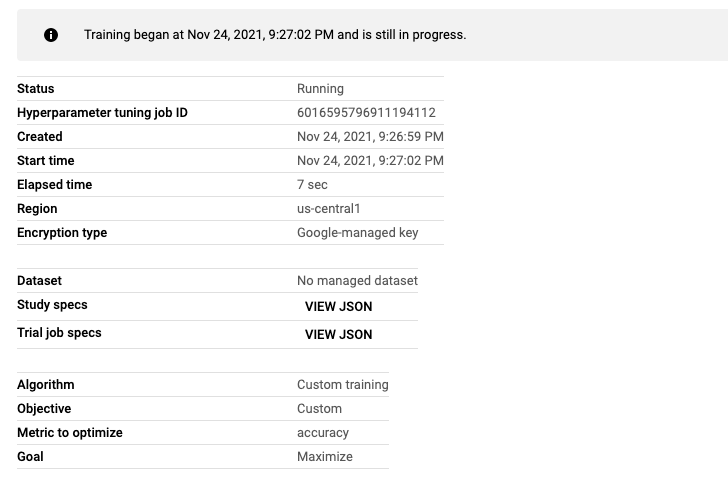 Training began at Nov 24, 2021, 9:27:02 PM and is still in progress.
Status Running
Hyperparameter tuning job ID 6016595796911194112
Created Nov 24, 2021, 9:26:59 PM
Start time Nov 24, 2021, 9:27:02 PM
Elapsed time 7 sec
Region us-central1
Encryption type Google-managed key
Dataset No managed dataset
Study specs VIEW JSON
Trial job specs VIEW JSON
Algorithm Custom training
Objective Custom
Metric to optimize accuracy
Goal Maximize